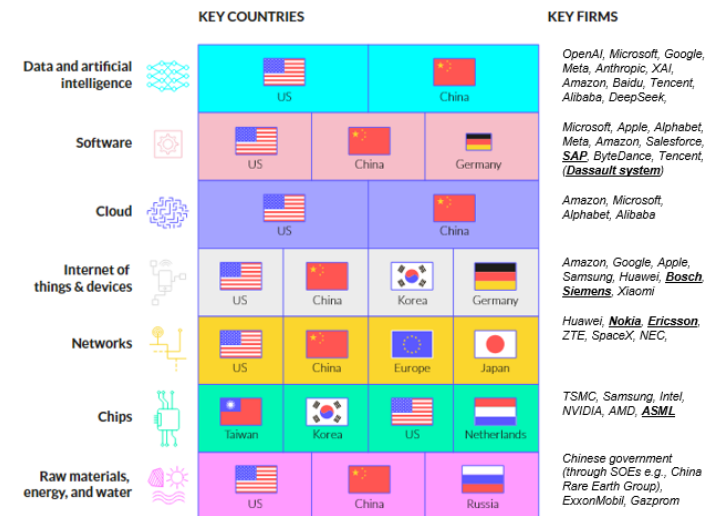 KEY COUNTRIES
KEY FIRMS
Data and artificial
intelligence
US
China
OpenAI, Microsoft, Google,
Meta, Anthropic, XAI,
Amazon, Baidu, Tencent,
Alibaba, DeepSeek,
Software
US
China
Germany
Microsoft, Apple, Alphabet,
Meta, Amazon, Salesforce,
SAP, ByteDance, Tencent,
(Dassault system)
Cloud
US
China
Amazon, Microsoft,
Alphabet, Alibaba
Internet of
things & devices
US
China
Korea
Germany
Amazon, Google, Apple,
Samsung, Huawei, Bosch,
Siemens, Xiaomi
Networks
US
China
Europe
Japan
Huawei, Nokia, Ericsson,
ZTE, SpaceX, NEC,
Chips
Taiwan
Korea
US
Netherlands
TSMC, Samsung, Intel,
NVIDIA, AMD, ASML
Raw materials,
energy, and water
US
China
Russia
Chinese government
(through SOEs e.g., China
Rare Earth Group),
ExxonMobil, Gazprom